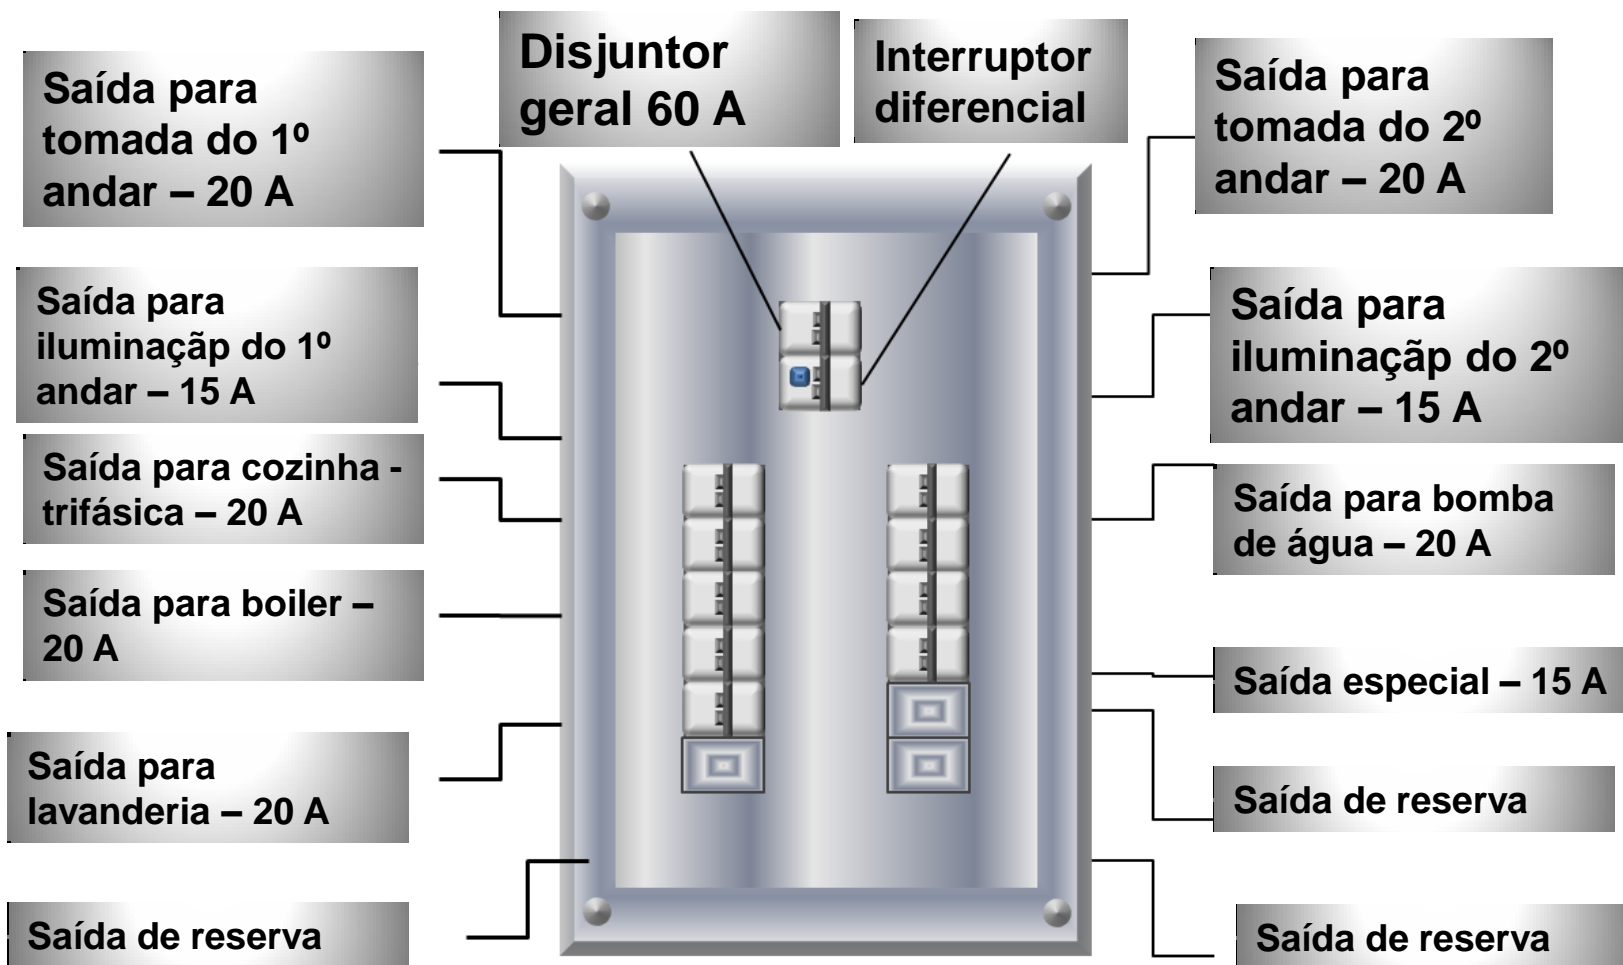 Saída para
tomada do 1º
andar – 20 A
Disjuntor
geral 60 A
Interruptor
diferencial
Saída para
tomada do 2º
andar – 20 A
Saída para
iluminaçãp do 1º
andar – 15 A
Saída para
iluminaçãp do 2º
andar – 15 A
Saída para cozinha -
trifásica – 20 A
Saída para bomba
de água – 20 A
Saída para boiler –
20 A
Saída especial – 15 A
Saída para
lavanderia – 20 A
Saída de reserva
Saída de reserva
Saída de reserva